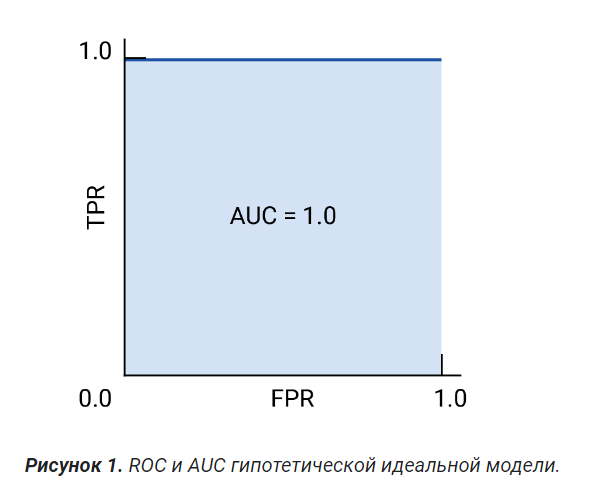 1.0
TPR
AUC = 1.0
0.0
FPR
1.0
Рисунок 1. ROC и AUC гипотетической идеальной модели.